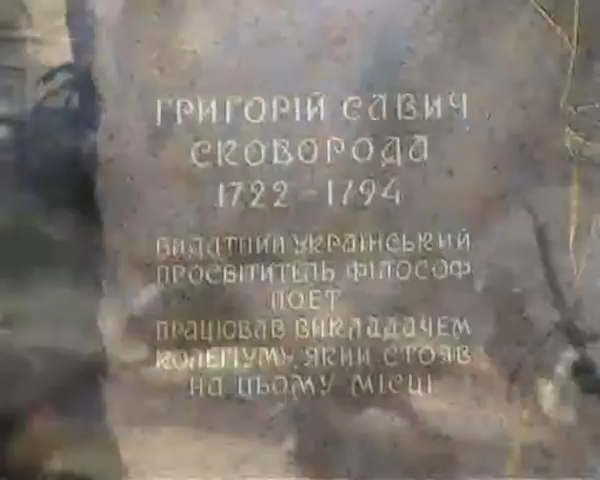 ГРИГОРІЙ САВИЧ
СКОВОРОДА
1722-1794
ВИДАТНИЙ УКРАЇНСЬКИЙ
ПРОСВІТИТЕЛЬ ФІЛОСОФ
ПОЕТ
ПРАЦЮВАВ ВИКЛАДАЧЕМ
КОЛЕГІУМУ, ЯКИЙ СТОЯВ
НА ЦЬОМУ МІСЦІ